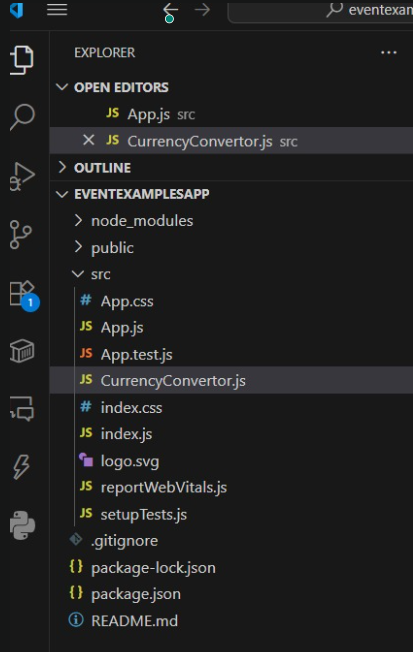 eventexam
EXPLORER
OPEN EDITORS
JS App.js src
JS CurrencyConvertor.js src
OUTLINE
EVENTEXAMPLESAPP
node_modules
public
src
# App.css
JS App.js
JS App.test.js
JS CurrencyConvertor.js
# index.css
JS index.js
logo.svg
JS reportWebVitals.js
JS setupTests.js
1
.gitignore
{} package-lock.json
{} package.json
README.md